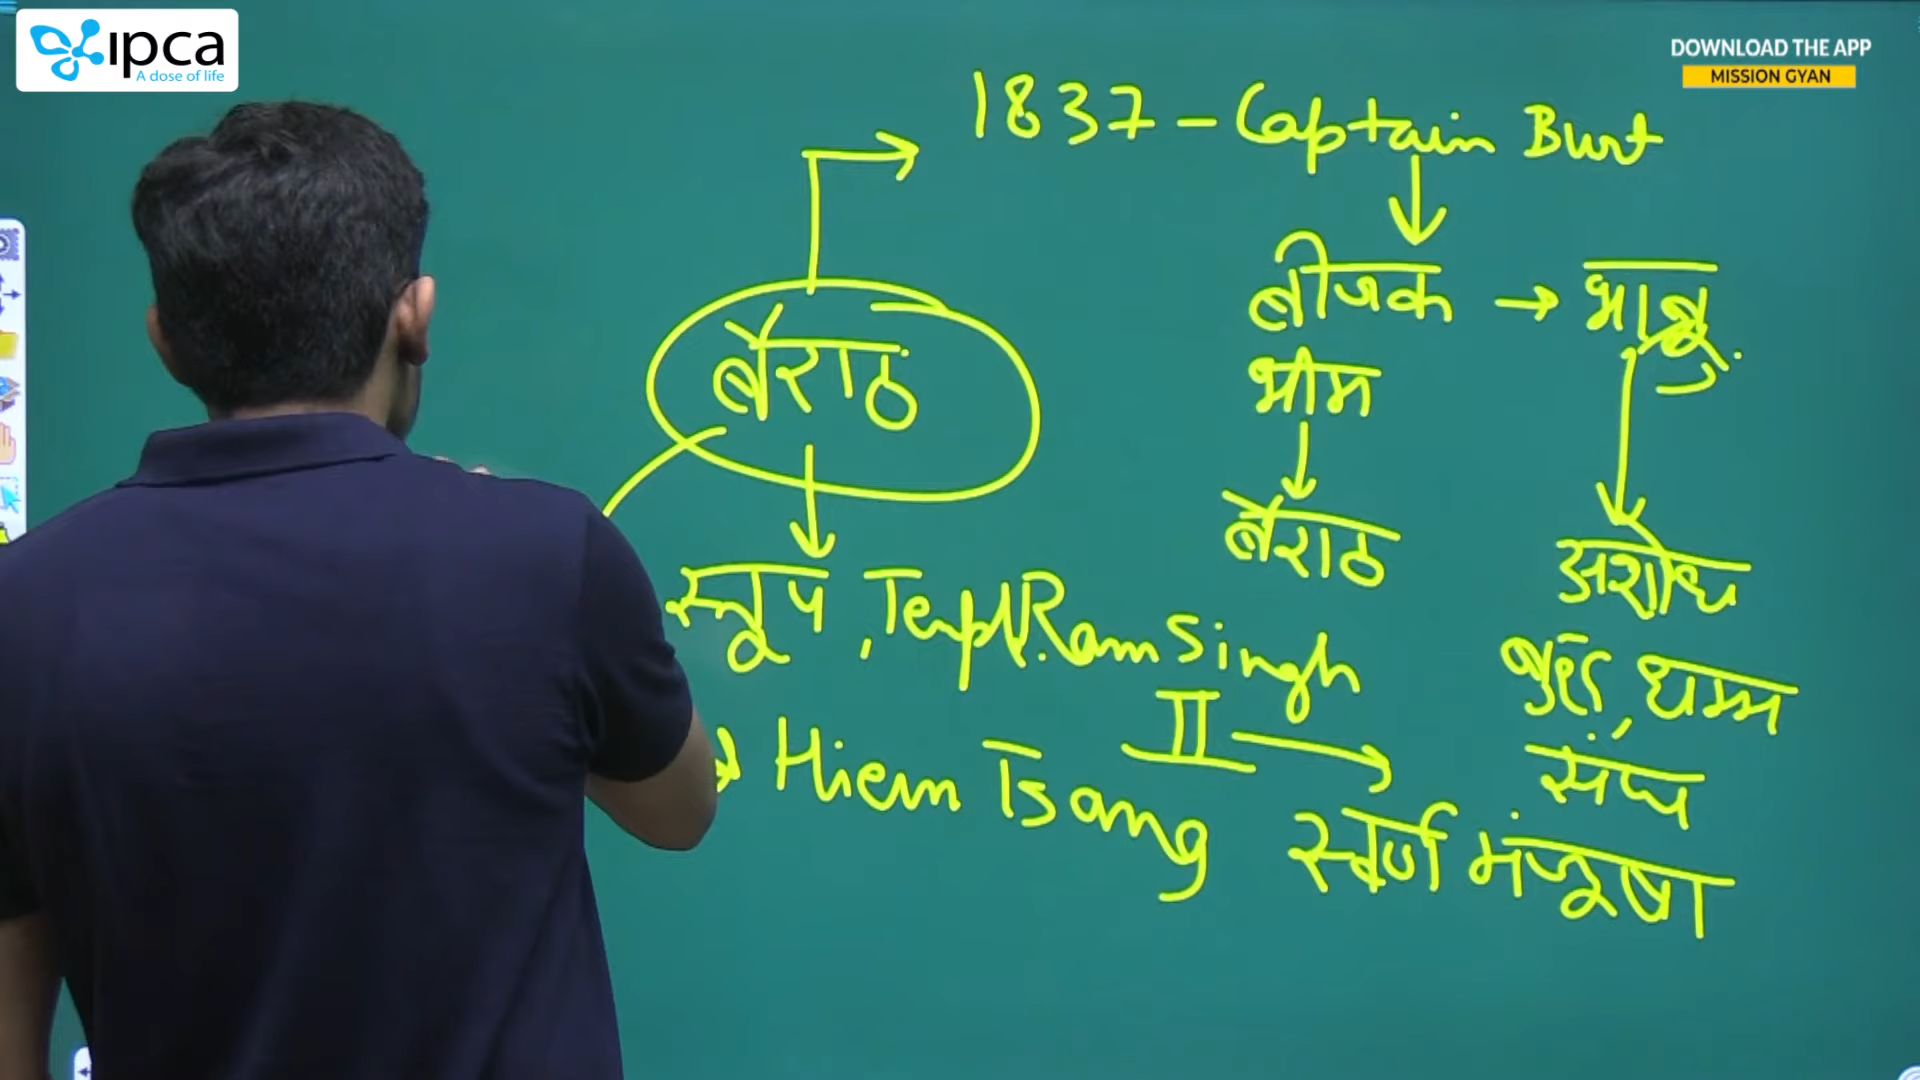 ipca
A dose of life
DOWNLOAD THE APP
MISSION GYAN
1837 - Captain Burt
बीजक → भाब्रू
भीम
बैराठ
बैराठ
अशोक
बुद्ध, धम्म
संघ
स्तूप, Templ Ram Singh
II
Hiem Tsang
स्वर्ण मंजूषा